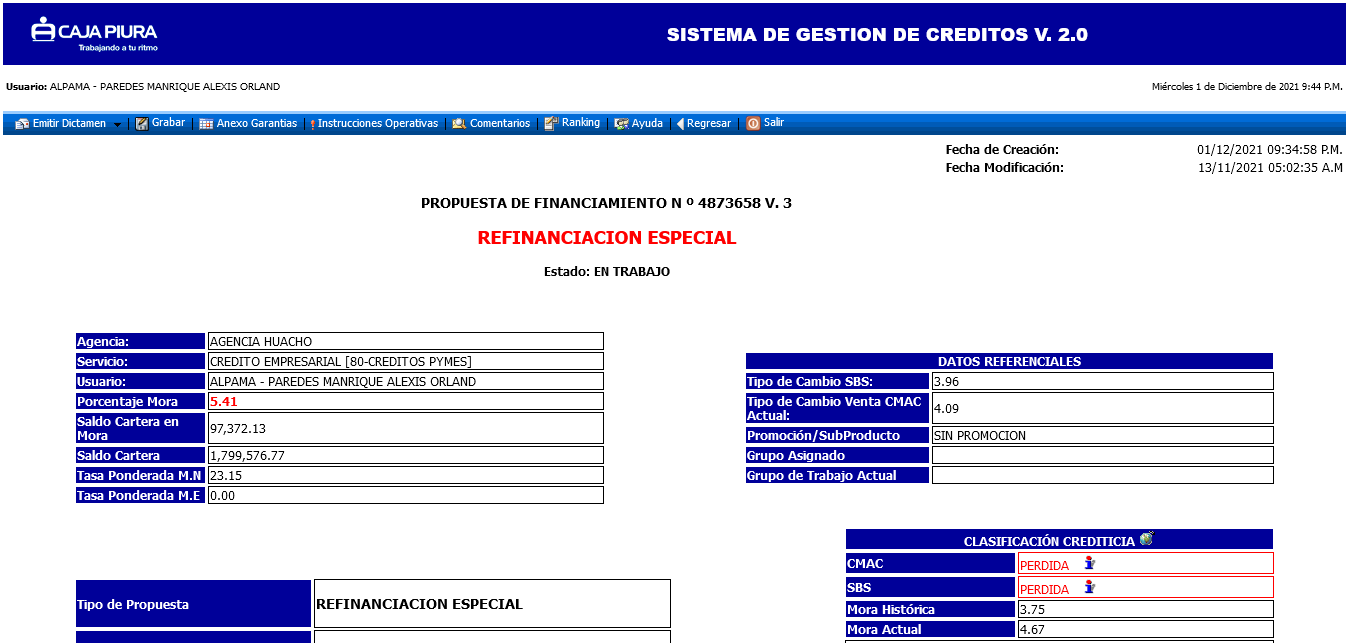 CAJA PIURA
Trabajando a tu ritmo
SISTEMA DE GESTION DE CREDITOS V. 2.0
Usuario: ALPAMA - PAREDES MANRIQUE ALEXIS ORLAND
Miércoles 1 de Diciembre de 2021 9:44 P.M.
Emitir Dictamen | Grabar | Anexo Garantias | Instrucciones Operativas | Comentarios | Ranking | Ayuda | Regresar | Salir
Fecha de Creación: 01/12/2021 09:34:58 P.M.
Fecha Modificación: 13/11/2021 05:02:35 A.M
PROPUESTA DE FINANCIAMIENTO N º 4873658 V. 3
REFINANCIACION ESPECIAL
Estado: EN TRABAJO
Agencia: AGENCIA HUACHO
Servicio: CREDITO EMPRESARIAL [80-CREDITOS PYMES]
Usuario: ALPAMA - PAREDES MANRIQUE ALEXIS ORLAND
Porcentaje Mora 5.41
Saldo Cartera en
Mora 97,372.13
Saldo Cartera 1,799,576.77
Tasa Ponderada M.N 23.15
Tasa Ponderada M.E 0.00
DATOS REFERENCIALES
Tipo de Cambio SBS: 3.96
Tipo de Cambio Venta CMAC
Actual: 4.09
Promoción/SubProducto SIN PROMOCION
Grupo Asignado
Grupo de Trabajo Actual
CLASIFICACIÓN CREDITICIA
CMAC PERDIDA
SBS PERDIDA
Mora Histórica 3.75
Mora Actual 4.67
Tipo de Propuesta REFINANCIACION ESPECIAL